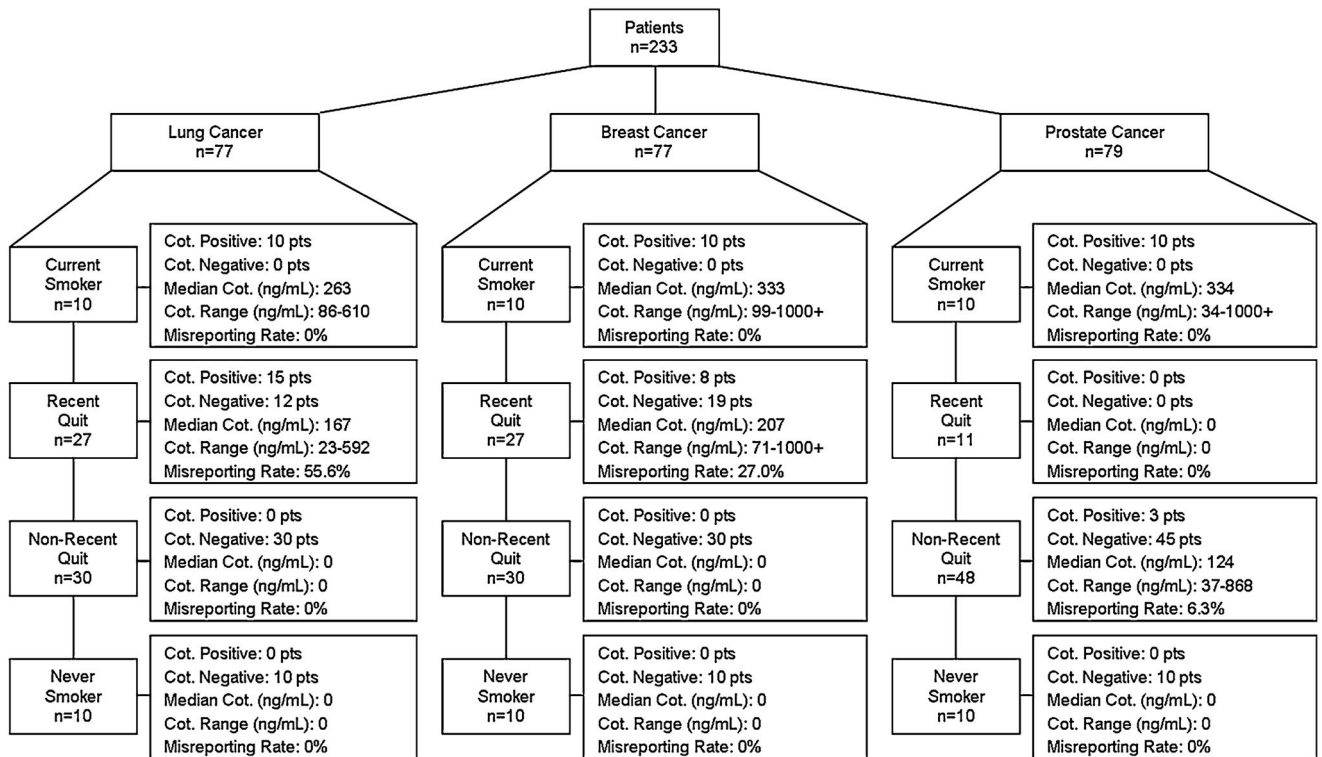 Patients
n=233
Lung Cancer
n=77
Breast Cancer
n=77
Prostate Cancer
n=79
Current
Smoker
n=10
Cot. Positive: 10 pts
Cot. Negative: 0 pts
Median Cot. (ng/mL): 263
Cot. Range (ng/mL): 86-610
Misreporting Rate: 0%
Recent
Quit
n=27
Cot. Positive: 15 pts
Cot. Negative: 12 pts
Median Cot. (ng/mL): 167
Cot. Range (ng/mL): 23-592
Misreporting Rate: 55.6%
Non-Recent
Quit
n=30
Cot. Positive: 0 pts
Cot. Negative: 30 pts
Median Cot. (ng/mL): 0
Cot. Range (ng/mL): 0
Misreporting Rate: 0%
Never
Smoker
n=10
Cot. Positive: 0 pts
Cot. Negative: 10 pts
Median Cot. (ng/mL): 0
Cot. Range (ng/mL): 0
Misreporting Rate: 0%
Current
Smoker
n=10
Cot. Positive: 10 pts
Cot. Negative: 0 pts
Median Cot. (ng/mL): 333
Cot. Range (ng/mL): 99-1000+
Misreporting Rate: 0%
Recent
Quit
n=27
Cot. Positive: 8 pts
Cot. Negative: 19 pts
Median Cot. (ng/mL): 207
Cot. Range (ng/mL): 71-1000+
Misreporting Rate: 27.0%
Non-Recent
Quit
n=30
Cot. Positive: 0 pts
Cot. Negative: 30 pts
Median Cot. (ng/mL): 0
Cot. Range (ng/mL): 0
Misreporting Rate: 0%
Never
Smoker
n=10
Cot. Positive: 0 pts
Cot. Negative: 10 pts
Median Cot. (ng/mL): 0
Cot. Range (ng/mL): 0
Misreporting Rate: 0%
Current
Smoker
n=10
Cot. Positive: 10 pts
Cot. Negative: 0 pts
Median Cot. (ng/mL): 334
Cot. Range (ng/mL): 34-1000+
Misreporting Rate: 0%
Recent
Quit
n=11
Cot. Positive: 0 pts
Cot. Negative: 0 pts
Median Cot. (ng/mL): 0
Cot. Range (ng/mL): 0
Misreporting Rate: 0%
Non-Recent
Quit
n=48
Cot. Positive: 3 pts
Cot. Negative: 45 pts
Median Cot. (ng/mL): 124
Cot. Range (ng/mL): 37-868
Misreporting Rate: 6.3%
Never
Smoker
n=10
Cot. Positive: 0 pts
Cot. Negative: 10 pts
Median Cot. (ng/mL): 0
Cot. Range (ng/mL): 0
Misreporting Rate: 0%